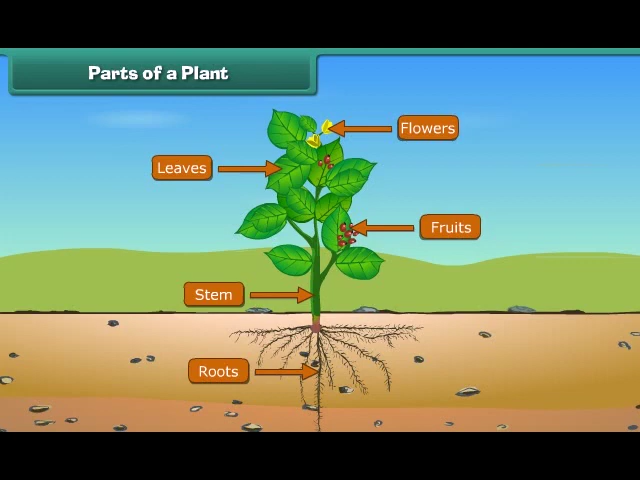 Parts of a Plant
Flowers
Leaves
Fruits
Stem
Roots